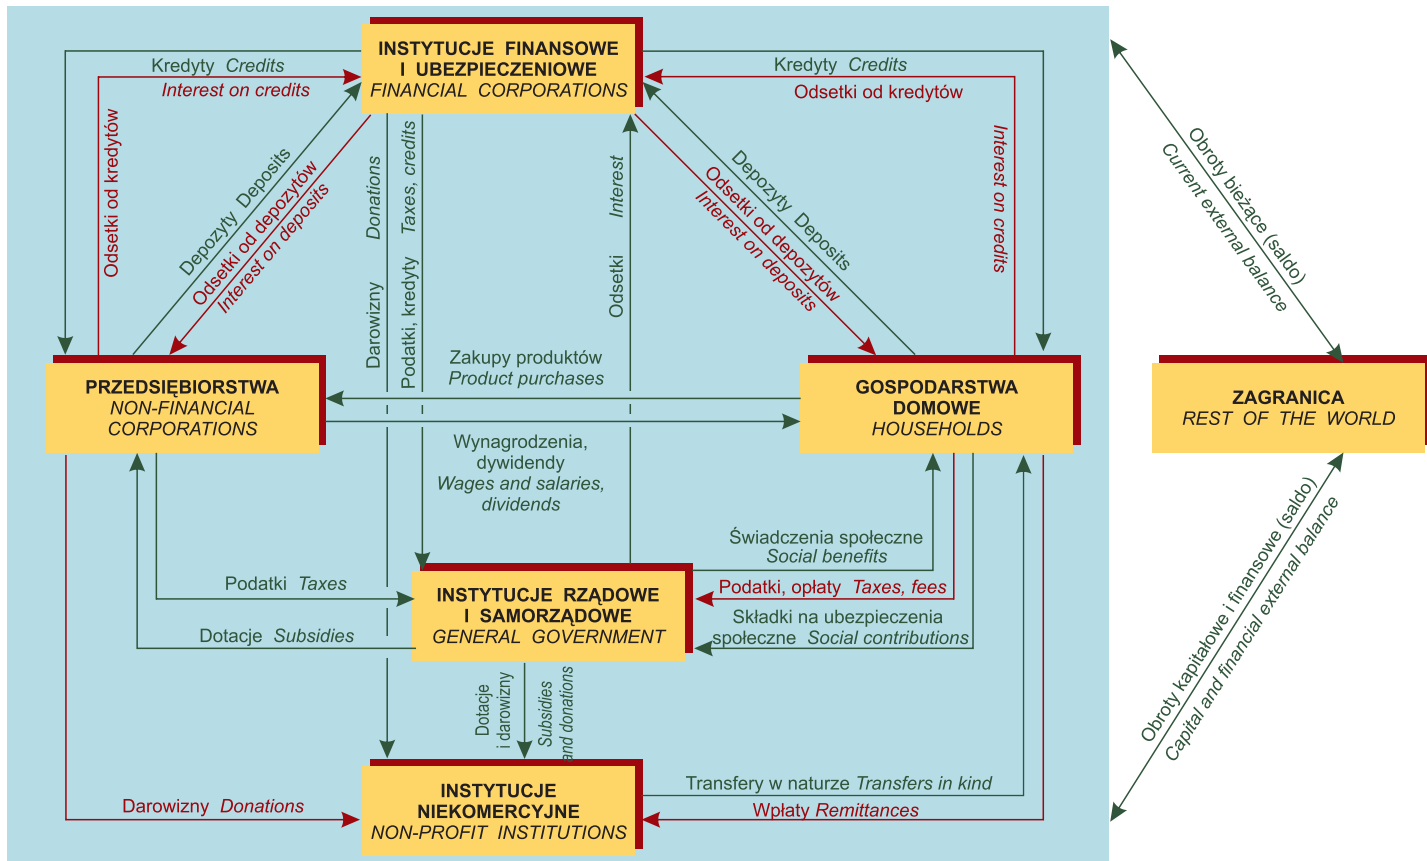 INSTYTUCJE FINANSOWE
I UBEZPIECZENIOWE
FINANCIAL CORPORATIONS
Kredyty Credits
Interest on credits
Kredyty Credits
Odsetki od kredytów
Odsetki od kredytów
Depozyty Deposits
Odsetki od depozytów
Interest on deposits
Darowizny Donations
Podatki, kredyty Taxes, credits
Odsetki Interest
Depozyty Deposits
Odsetki od depozytów
Interest on deposits
Interest on credits
Obroty bieżące (saldo)
Current external balance
PRZEDSIĘBIORSTWA
NON-FINANCIAL
CORPORATIONS
Zakupy produktów
Product purchases
Wynagrodzenia,
dywidendy
Wages and salaries,
dividends
GOSPODARSTWA
DOMOWE
HOUSEHOLDS
ZAGRANICA
REST OF THE WORLD
Podatki Taxes
Dotacje Subsidies
INSTYTUCJE RZĄDOWE
I SAMORZĄDOWE
GENERAL GOVERNMENT
Świadczenia społeczne
Social benefits
Podatki, opłaty Taxes, fees
Składki na ubezpieczenia
społeczne Social contributions
Obroty kapitałowe i finansowe (saldo)
Capital and financial external balance
Dotacje
i darowizny
Subsidies
and donations
INSTYTUCJE
NIEKOMERCYJNE
NON-PROFIT INSTITUTIONS
Darowizny Donations
Transfery w naturze Transfers in kind
Wpłaty Remittances